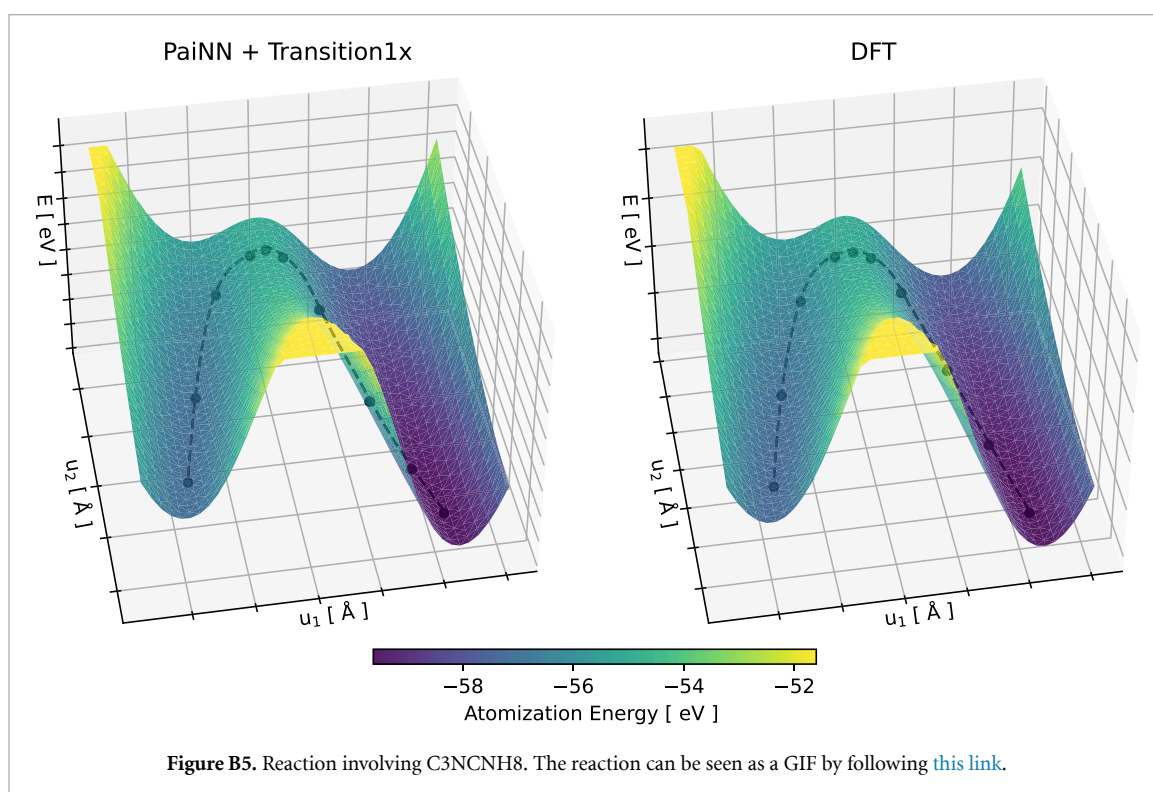 PaiNN + Transition1x
DFT
E [ eV ]
E [ eV ]
u2 [ Å ]
u2 [ Å ]
u1 [ Å ]
u1 [ Å ]
−58 −56 −54 −52
Atomization Energy [ eV ]
Figure B5. Reaction involving C3NCNH8. The reaction can be seen as a GIF by following this link.